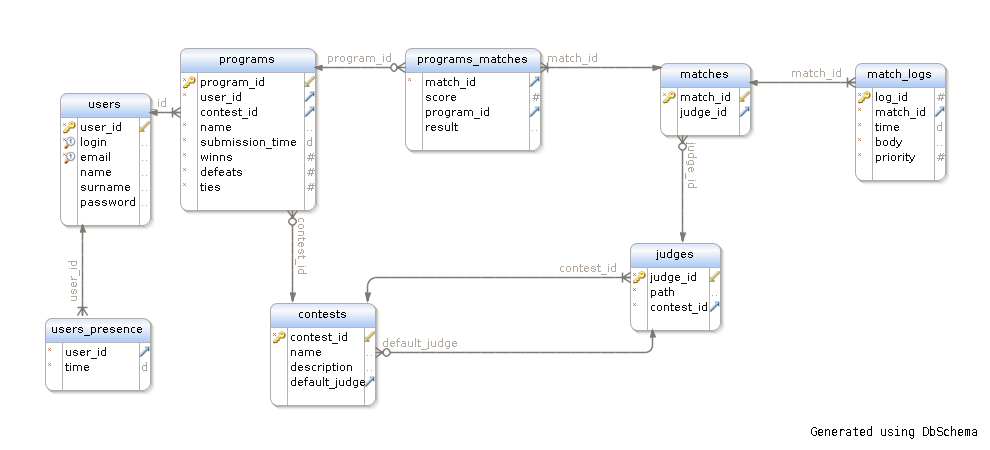 programs
program_id
user_id
contest_id
name
submission_time d
winns #
defeats #
ties #
program_id
programs_matches
match_id
score #
program_id
result
match_id
matches
match_id
judge_id
match_id
match_logs
log_id #
match_id
time d
body
priority #
users
user_id
login
email
name
surname
password
id
user_id
users_presence
user_id
time d
contest_id
judge_id
judges
judge_id
path
contest_id
contest_id
contests
contest_id
name
description
default_judge
default_judge
Generated using DbSchema